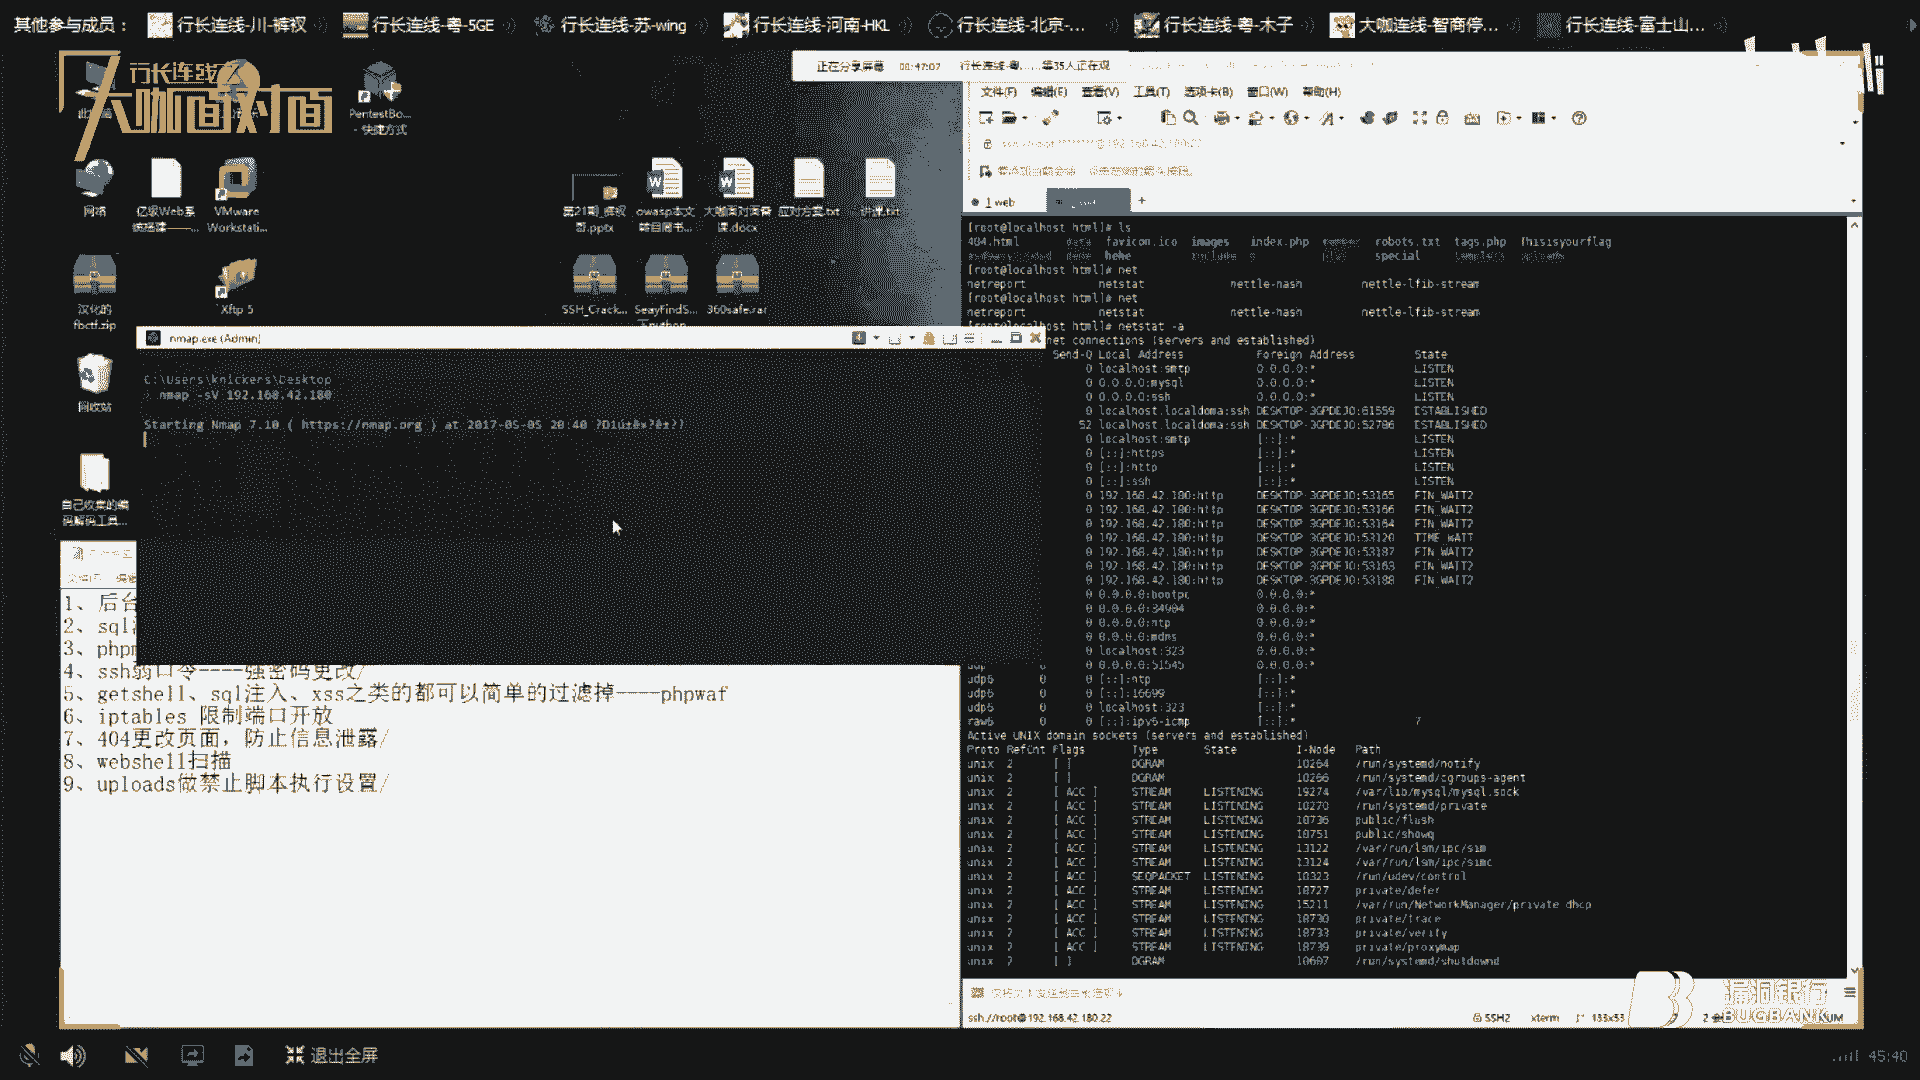 其他参与成员：
行长连线-川-裤衩
行长连线-粤-5GE
行长连线-苏-wing
行长连线-河南-HKL
行长连线-北京-...
行长连线-粤-木子
大咖连线-智商停...
行长连线-富士山...
行长连线
大咖面对面
PentestBo...
- 快捷方式
正在分享屏幕 00:47:07 行长连线-粤......等35人正在观
网络
亿级Web系
统搭建——...
VMware
Workstati...
第21期_裤衩
哥.pptx
owasp本文
档目周书...
大咖面对面备
课.docx
应对方案.txt
讲课.txt
汉化的
fbctf.zip
Xftp 5
SSH_Crack...
SeayFindS...
360safe.rar
回收站
自己收集的编
码解码工具...
nmap.exe (Admin)
C:\Users\knickers\Desktop
nmap -sV 192.168.42.180
Starting Nmap 7.10 ( https://nmap.org ) at 2017-05-05 20:40
1、后台
2、sql
3、phpm
4、ssh弱口令----强密码更改/
5、getshell、sql注入、xss之类的都可以简单的过滤掉----phpwaf
6、iptables 限制端口开放
7、404更改页面，防止信息泄露/
8、webshell扫描
9、uploads做禁止脚本执行设置/
文件(F) 编辑(E) 查看(V) 工具(T) 选项卡(B) 窗口(W) 帮助(H)
1 web
+
[root@localhost html]# ls
404.html data favicon.ico images index.php robots.txt tags.php Thisisyourflag
hehe special uploads
[root@localhost html]# net
netreport netstat nettle-hash nettle-lfib-stream
[root@localhost html]# net
netreport netstat nettle-hash nettle-lfib-stream
[root@localhost html]# netstat -a
net connections (servers and established)
Send-Q Local Address Foreign Address State
0 localhost:smtp 0.0.0.0:* LISTEN
0 0.0.0.0:mysql 0.0.0.0:* LISTEN
0 0.0.0.0:ssh 0.0.0.0:* LISTEN
0 localhost.localdoma:ssh DESKTOP-3GPDEJO:61559 ESTABLISHED
52 localhost.localdoma:ssh DESKTOP-3GPDEJO:52786 ESTABLISHED
0 localhost:smtp [::]:* LISTEN
0 [::]:https [::]:* LISTEN
0 [::]:http [::]:* LISTEN
0 [::]:ssh [::]:* LISTEN
0 192.168.42.180:http DESKTOP-3GPDEJO:53165 FIN_WAIT2
0 192.168.42.180:http DESKTOP-3GPDEJO:53166 FIN_WAIT2
0 192.168.42.180:http DESKTOP-3GPDEJO:53164 FIN_WAIT2
0 192.168.42.180:http DESKTOP-3GPDEJO:53120 TIME_WAIT
0 192.168.42.180:http DESKTOP-3GPDEJO:53187 FIN_WAIT2
0 192.168.42.180:http DESKTOP-3GPDEJO:53163 FIN_WAIT2
0 192.168.42.180:http DESKTOP-3GPDEJO:53188 FIN_WAIT2
0 0.0.0.0:bootpc 0.0.0.0:*
0 0.0.0.0:34904 0.0.0.0:*
0 0.0.0.0:ntp 0.0.0.0:*
0 0.0.0.0:mdns 0.0.0.0:*
0 localhost:323 0.0.0.0:*
udp 0 0 0.0.0.0:51545 0.0.0.0:*
udp6 0 0 [::]:ntp [::]:*
udp6 0 0 [::]:16699 [::]:*
udp6 0 0 localhost:323 [::]:*
raw6 0 0 [::]:ipv6-icmp [::]:* 7
Active UNIX domain sockets (servers and established)
Proto RefCnt Flags Type State I-Node Path
unix 2 [ ] DGRAM 10264 /run/systemd/notify
unix 2 [ ] DGRAM 10266 /run/systemd/cgroups-agent
unix 2 [ ACC ] STREAM LISTENING 19274 /var/lib/mysql/mysql.sock
unix 2 [ ACC ] STREAM LISTENING 10270 /run/systemd/private
unix 2 [ ACC ] STREAM LISTENING 18736 public/flush
unix 2 [ ACC ] STREAM LISTENING 18751 public/showq
unix 2 [ ACC ] STREAM LISTENING 13122 /var/run/lsm/ipc/sim
unix 2 [ ACC ] STREAM LISTENING 13124 /var/run/lsm/ipc/simc
unix 2 [ ACC ] SEQPACKET LISTENING 10323 /run/udev/control
unix 2 [ ACC ] STREAM LISTENING 18727 private/defer
unix 2 [ ACC ] STREAM LISTENING 15211 /var/run/NetworkManager/private-dhcp
unix 2 [ ACC ] STREAM LISTENING 18730 private/trace
unix 2 [ ACC ] STREAM LISTENING 18733 private/verify
unix 2 [ ACC ] STREAM LISTENING 18739 private/proxymap
unix 2 [ ] DGRAM 10697 /run/systemd/shutdownd
ssh://root@192.168.42.180:22
SSH2 xterm 133x53
漏洞银行
BUGBANK
NUM
退出全屏
45:40